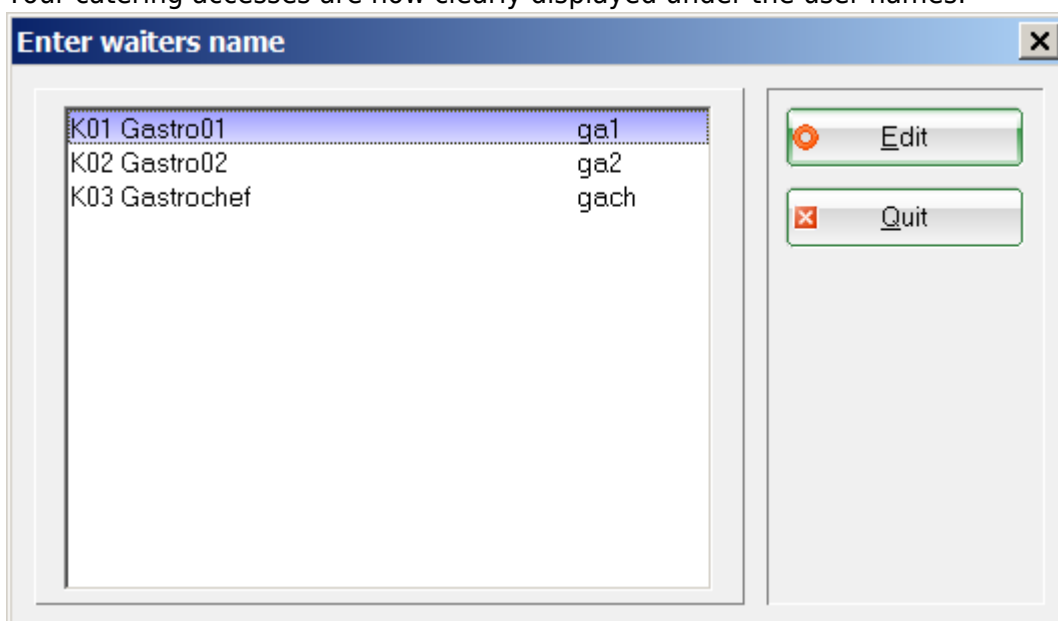 Your catering accesses are now clearly displayed under the user names.
Enter waiters name
K01 Gastro01 ga1
K02 Gastro02 ga2
K03 Gastrochef gach
Edit
Quit